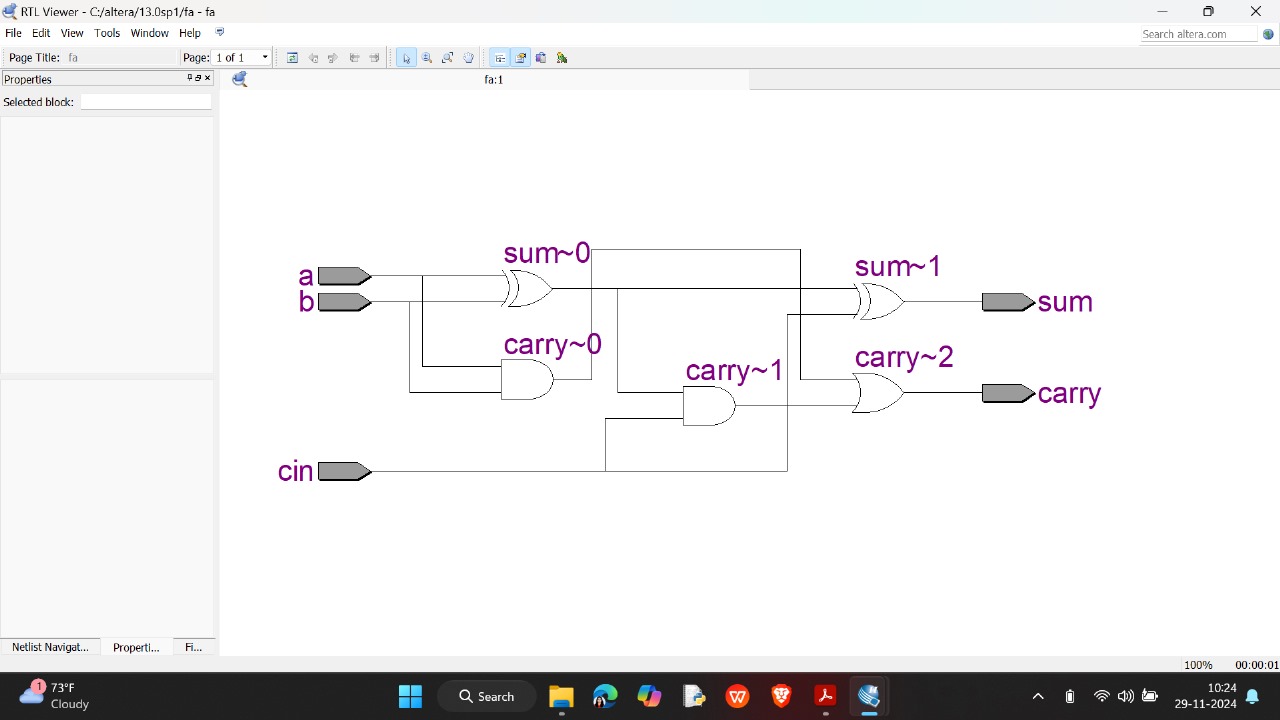 RTL Viewer - C:/altera/13.0sp1/fa - fa
File Edit View Tools Window Help
Search altera.com
Page Title: fa
Page: 1 of 1
Properties
fa:1
Selected block:
sum~0
sum~1
a
b
sum
carry~0
carry~1
carry~2
carry
cin
Netlist Navigat... Properti... Fi...
100% 00:00:01
1
73°F
Cloudy
Search
10:24
29-11-2024